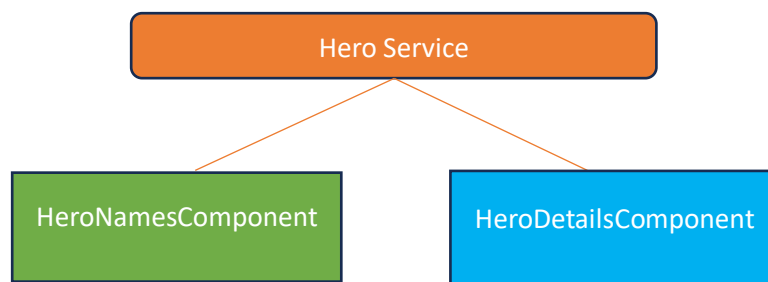 Hero Service
HeroNamesComponent
HeroDetailsComponent